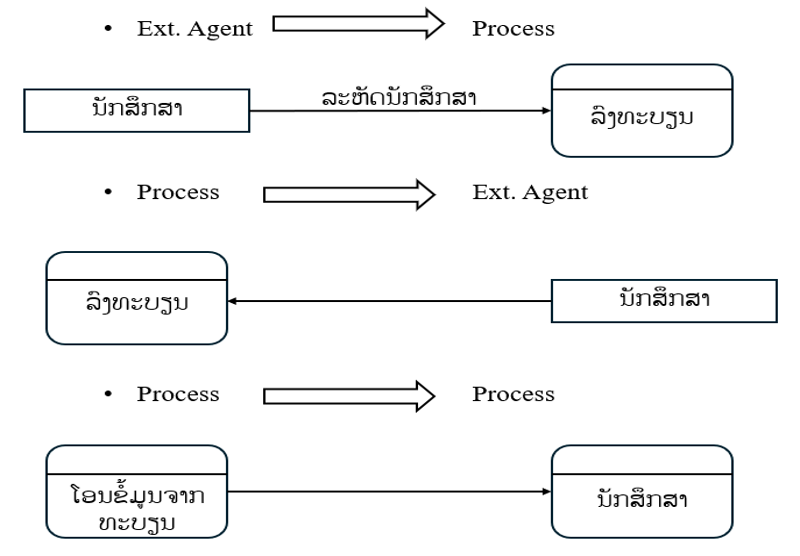 • Ext. Agent Process
ນັກສຶກສາ ລະຫັດນັກສຶກສາ ລົງທະບຽນ
• Process Ext. Agent
ລົງທະບຽນ ນັກສຶກສາ
• Process Process
ໂອນຂໍ້ມູນຈາກ
ທະບຽນ
ນັກສຶກສາ